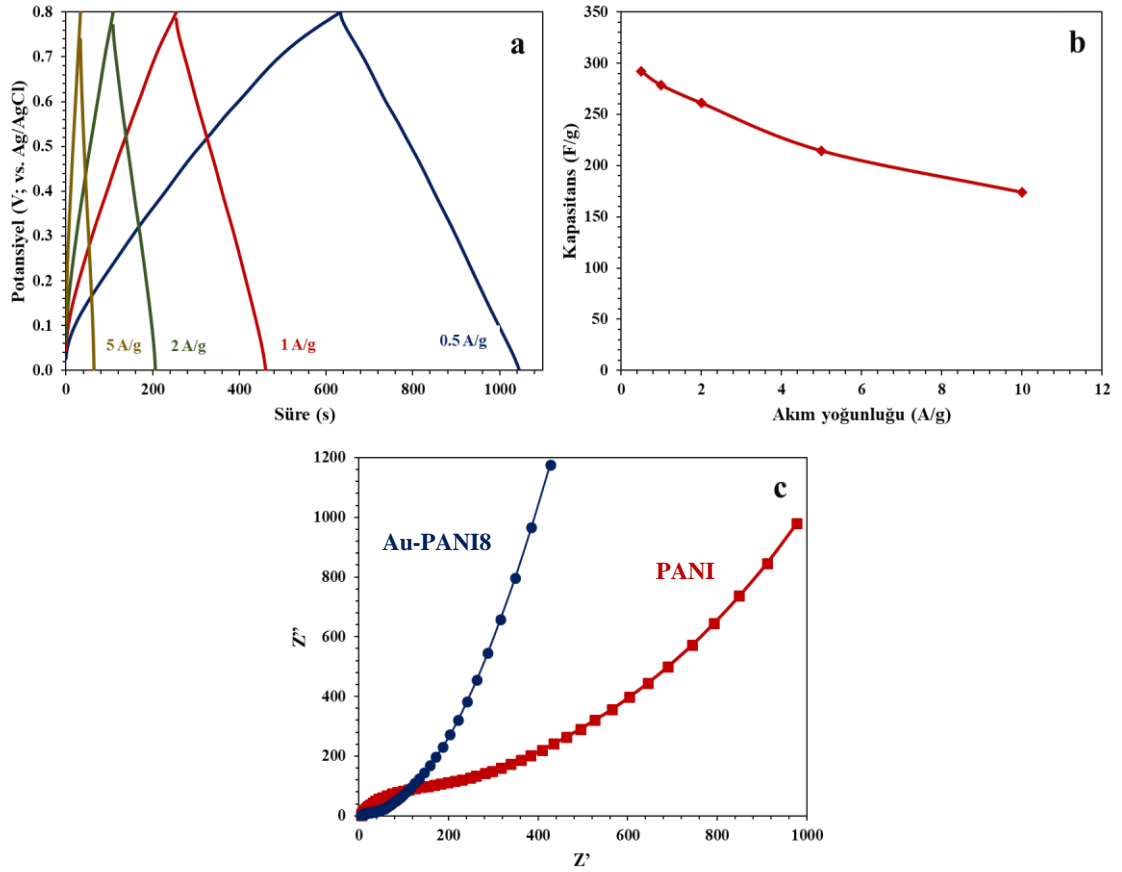 0.8
0.7
0.6
0.5
0.4
0.3
0.2
0.1
0.0
Potansiyel (V; vs. Ag/AgCl)
a
5 A/g
2 A/g
1 A/g
0.5 A/g
0
200
400
600
800
1000
Süre (s)
350
300
250
200
150
100
50
0
Kapasitans (F/g)
b
0
2
4
6
8
10
12
Akım yoğunluğu (A/g)
1200
1000
800
600
400
200
0
Z”
c
Au-PANI8
PANI
0
200
400
600
800
1000
Z’